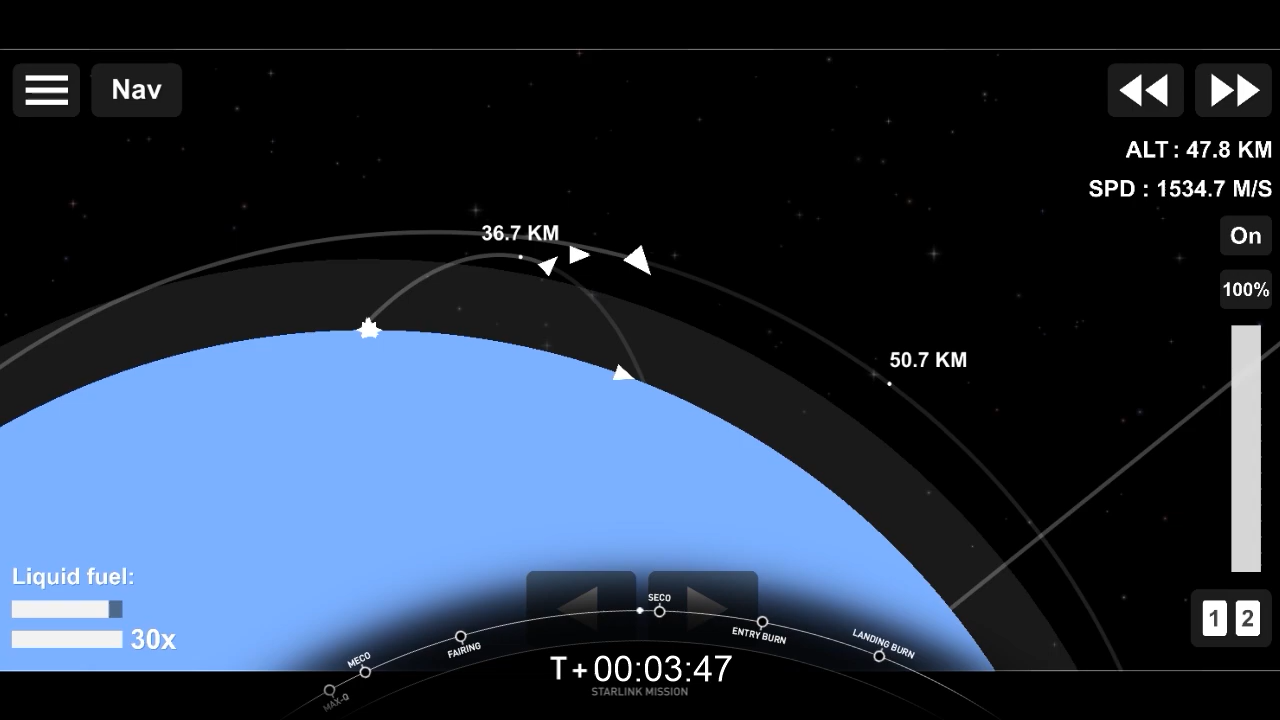 Nav
ALT : 47.8 KM
SPD : 1534.7 M/S
On
100%
36.7 KM
50.7 KM
Liquid fuel:
30x
1 2
MAX-Q
MECO
FAIRING
SECO
ENTRY BURN
LANDING BURN
T+00:03:47
STARLINK MISSION